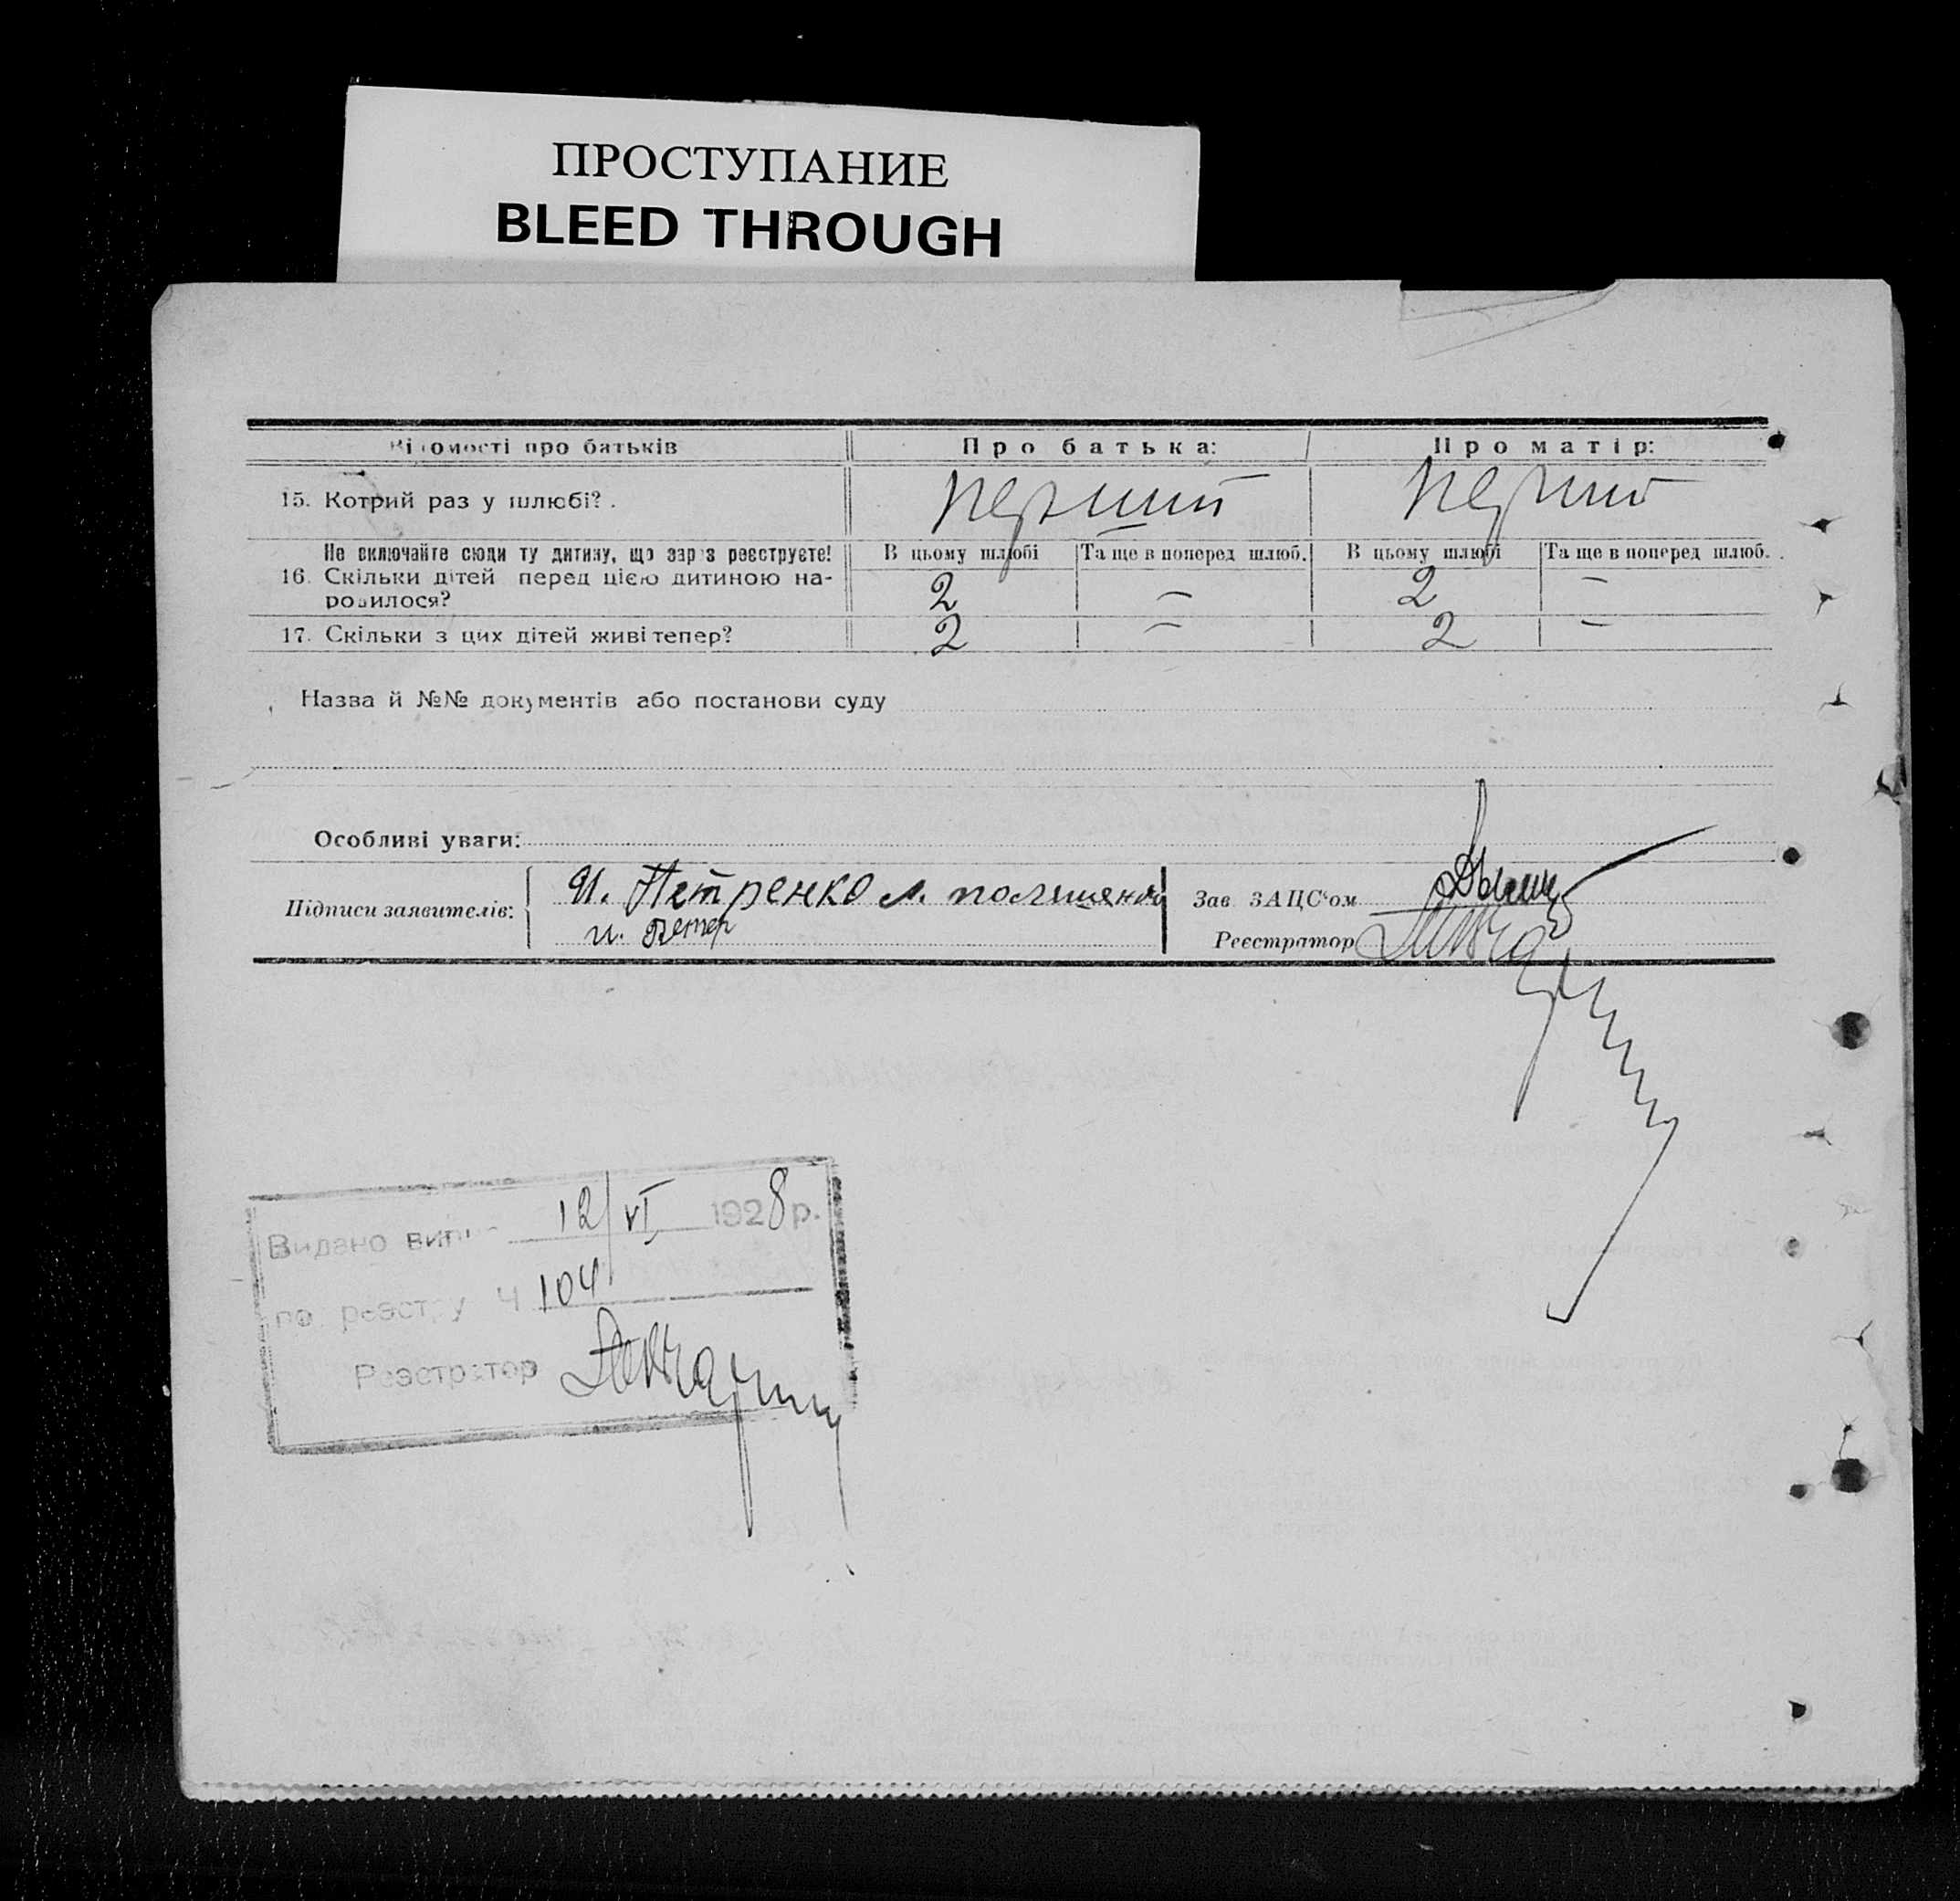 ПРОСТУПАНИЕ
BLEED THROUGH
Відомості про батьків Про батька: Про матір:
15. Котрий раз у шлюбі? перший перший
Не включайте сюди ту дитину, що зараз реєструєте! В цьому шлюбі Та ще в поперед шлюб. В цьому шлюбі Та ще в поперед шлюб.
16. Скільки дітей перед цією дитиною на-
родилося? 2 — 2 —
17. Скільки з цих дітей живі тепер? 2 — 2 —
Назва й №№ документів або постанови суду
Особливі уваги:
Підписи заявителів: И. Петренко Зав ЗАЦС‘ом
Реєстратор
Видано випис 12/VI 1928 р.
по реєстру Ч 104
Реєстратор